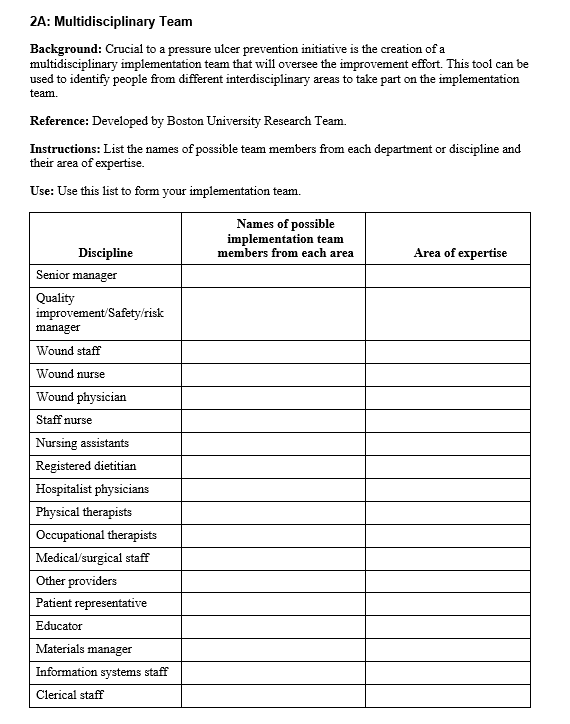 2A: Multidisciplinary Team
Background: Crucial to a pressure ulcer prevention initiative is the creation of a
multidisciplinary implementation team that will oversee the improvement effort. This tool can be
used to identify people from different interdisciplinary areas to take part on the implementation
team.
Reference: Developed by Boston University Research Team.
Instructions: List the names of possible team members from each department or discipline and
their area of expertise.
Use: Use this list to form your implementation team.
Discipline
Names of possible
implementation team
members from each area
Area of expertise
Senior manager
Quality
improvement/Safety/risk
manager
Wound staff
Wound nurse
Wound physician
Staff nurse
Nursing assistants
Registered dietitian
Hospitalist physicians
Physical therapists
Occupational therapists
Medical/surgical staff
Other providers
Patient representative
Educator
Materials manager
Information systems staff
Clerical staff